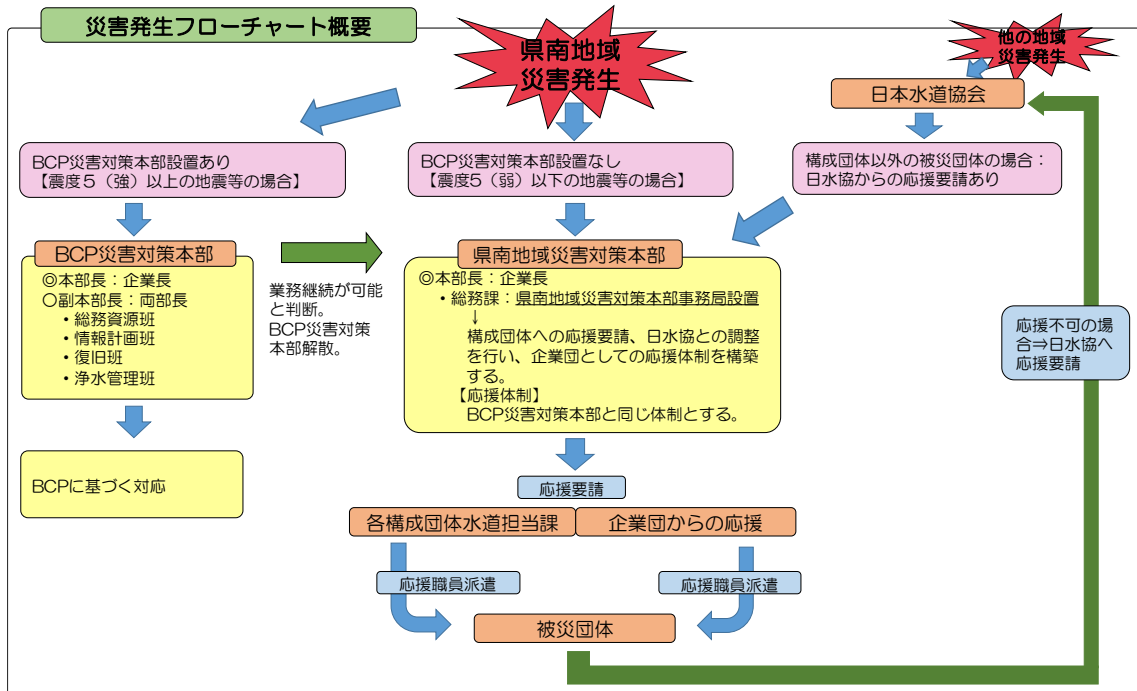 災害発生フローチャート概要
県南地域
災害発生
他の地域
災害発生
日本水道協会
BCP災害対策本部設置あり
【震度5（強）以上の地震等の場合】
BCP災害対策本部設置なし
【震度5（弱）以下の地震等の場合】
構成団体以外の被災団体の場合：
日水協からの応援要請あり
BCP災害対策本部
◎本部長：企業長
〇副本部長：両部長
・総務資源班
・情報計画班
・復旧班
・浄水管理班
業務継続が可能
と判断。
BCP災害対策
本部解散。
県南地域災害対策本部
◎本部長：企業長
・総務課：県南地域災害対策本部事務局設置
↓
構成団体への応援要請、日水協との調整
を行い、企業団としての応援体制を構築
する。
【応援体制】
BCP災害対策本部と同じ体制とする。
応援不可の場
合⇒日水協へ
応援要請
BCPに基づく対応
応援要請
各構成団体水道担当課
企業団からの応援
応援職員派遣
応援職員派遣
被災団体